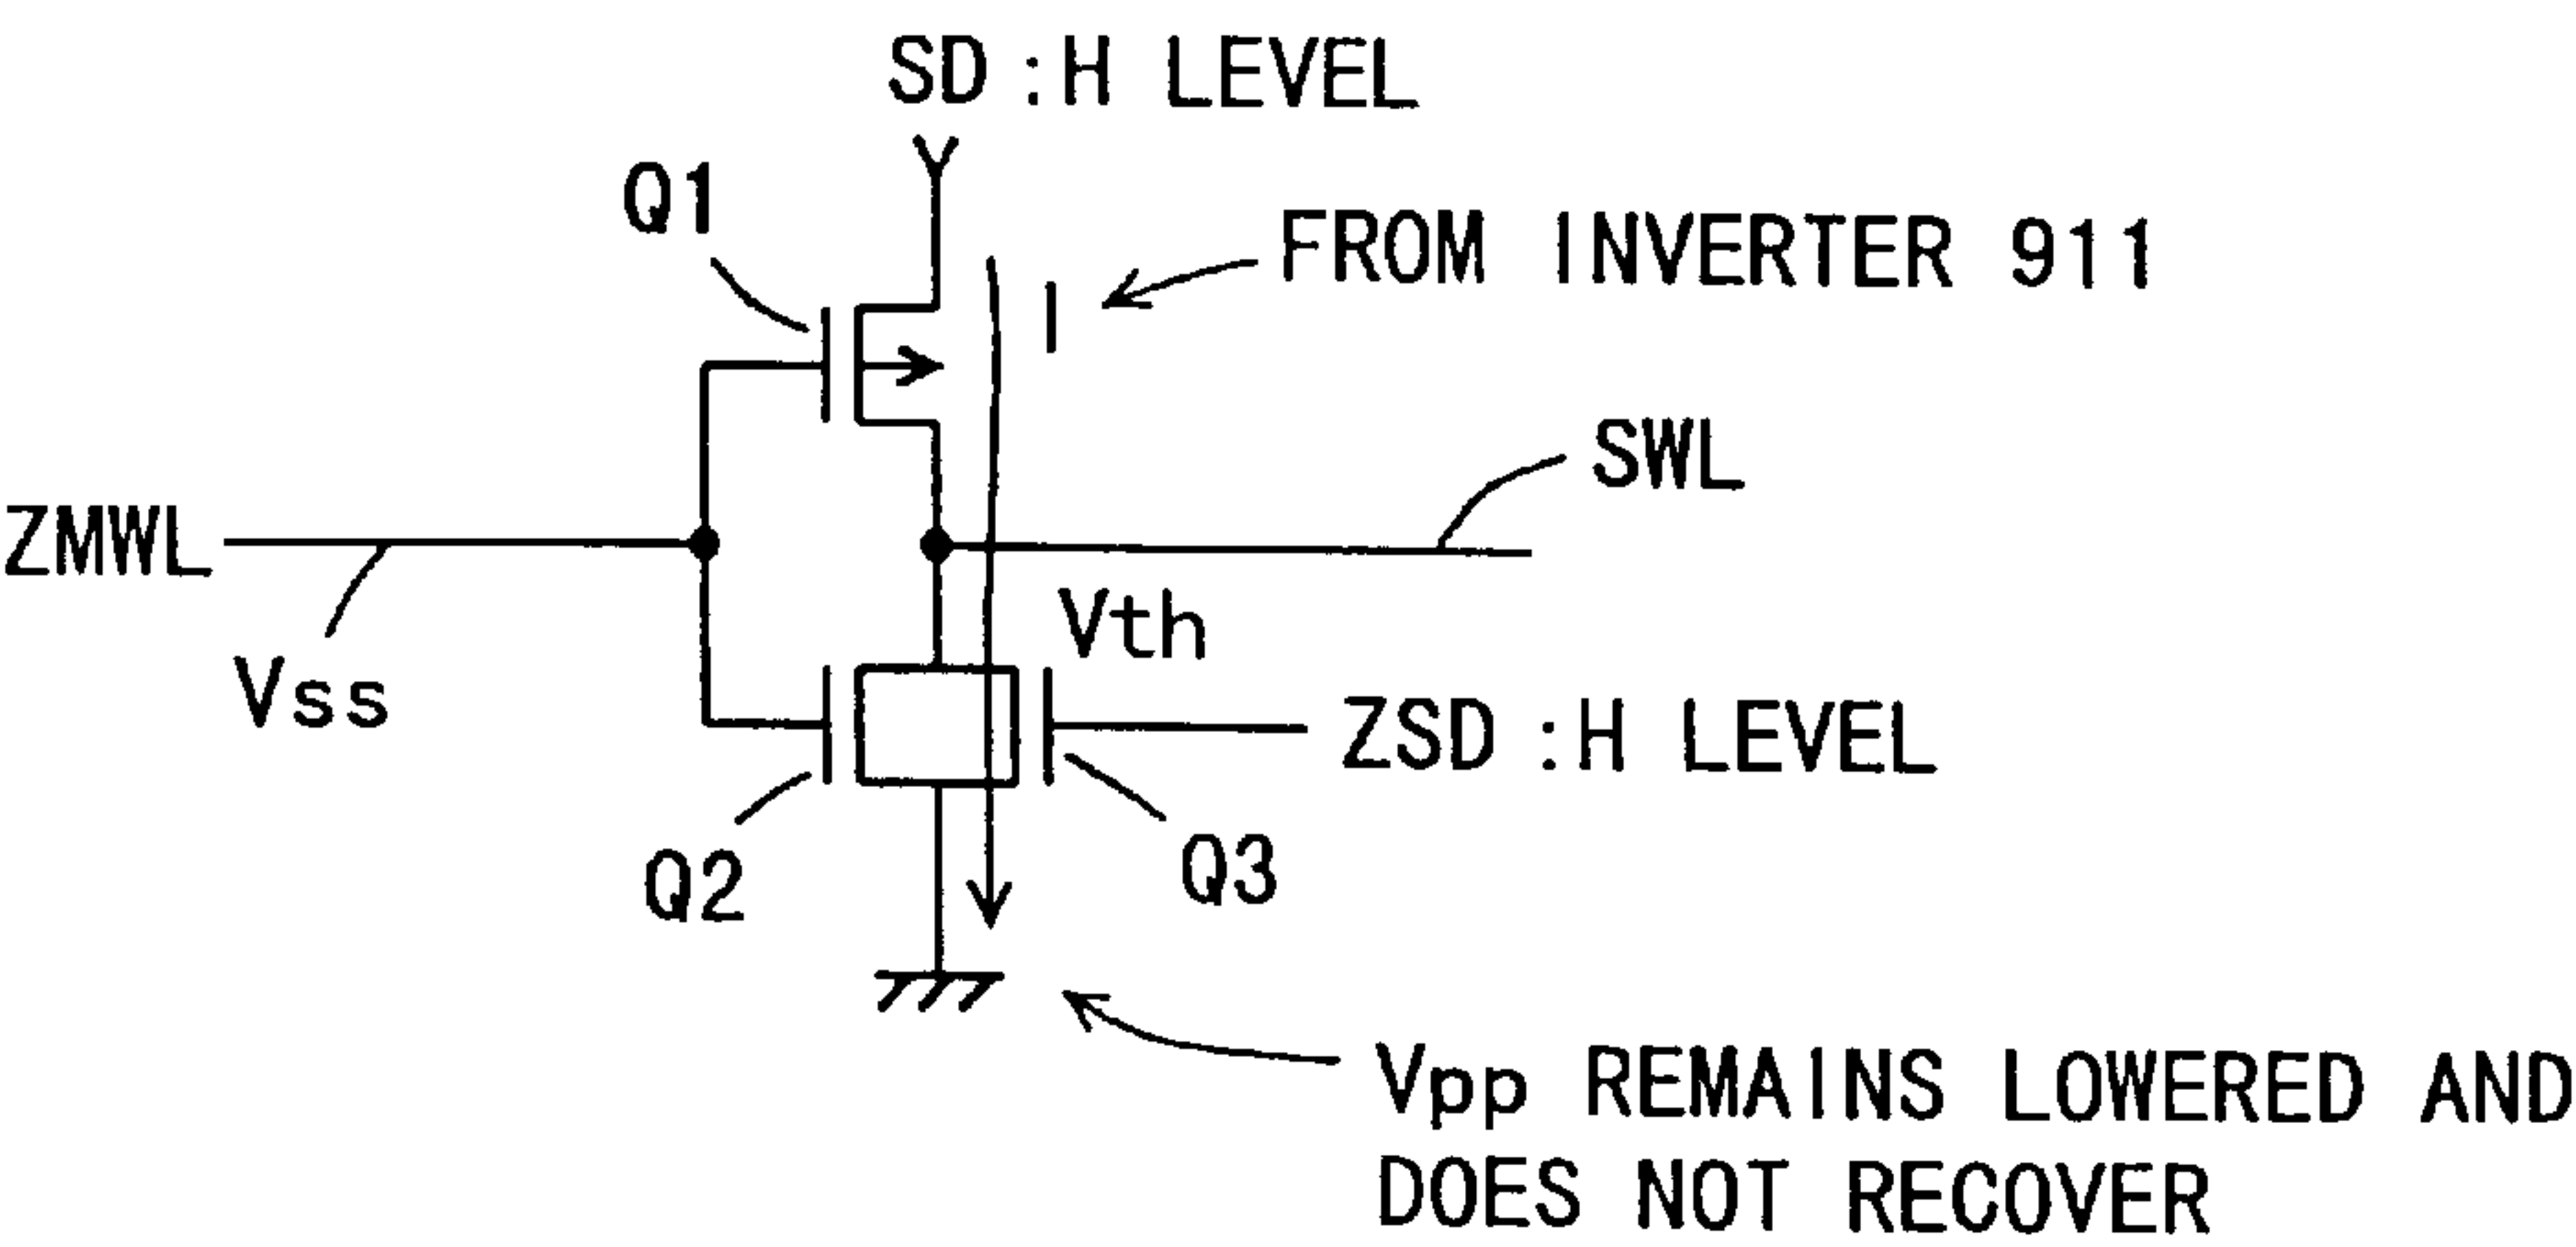 SD :H LEVEL
Q1
FROM INVERTER 911
I
SWL
ZMWL
Vth
Vss
ZSD :H LEVEL
Q2
Q3
Vpp REMAINS LOWERED AND
DOES NOT RECOVER